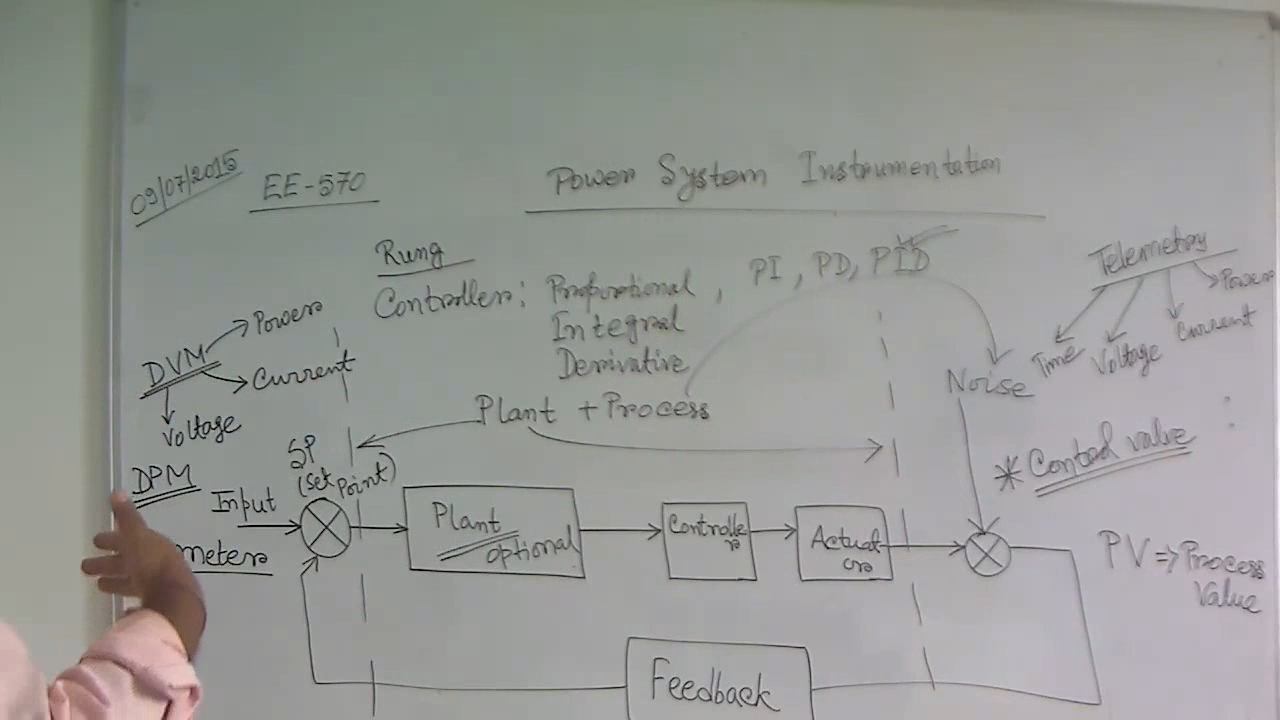 09/07/2015
EE-570
Power System Instrumentation
Rung
Controller: Proportional, PI, PD, PID
Integral
Derivative
Telemetry
Time
Voltage
Current
Power
DVM
Power
Current
Voltage
Plant + Process
Noise
* Control value
DPM
meter
SP
(Set Point)
Input
Plant
optional
Controller
Actuator
PV => Process
Value
Feedback